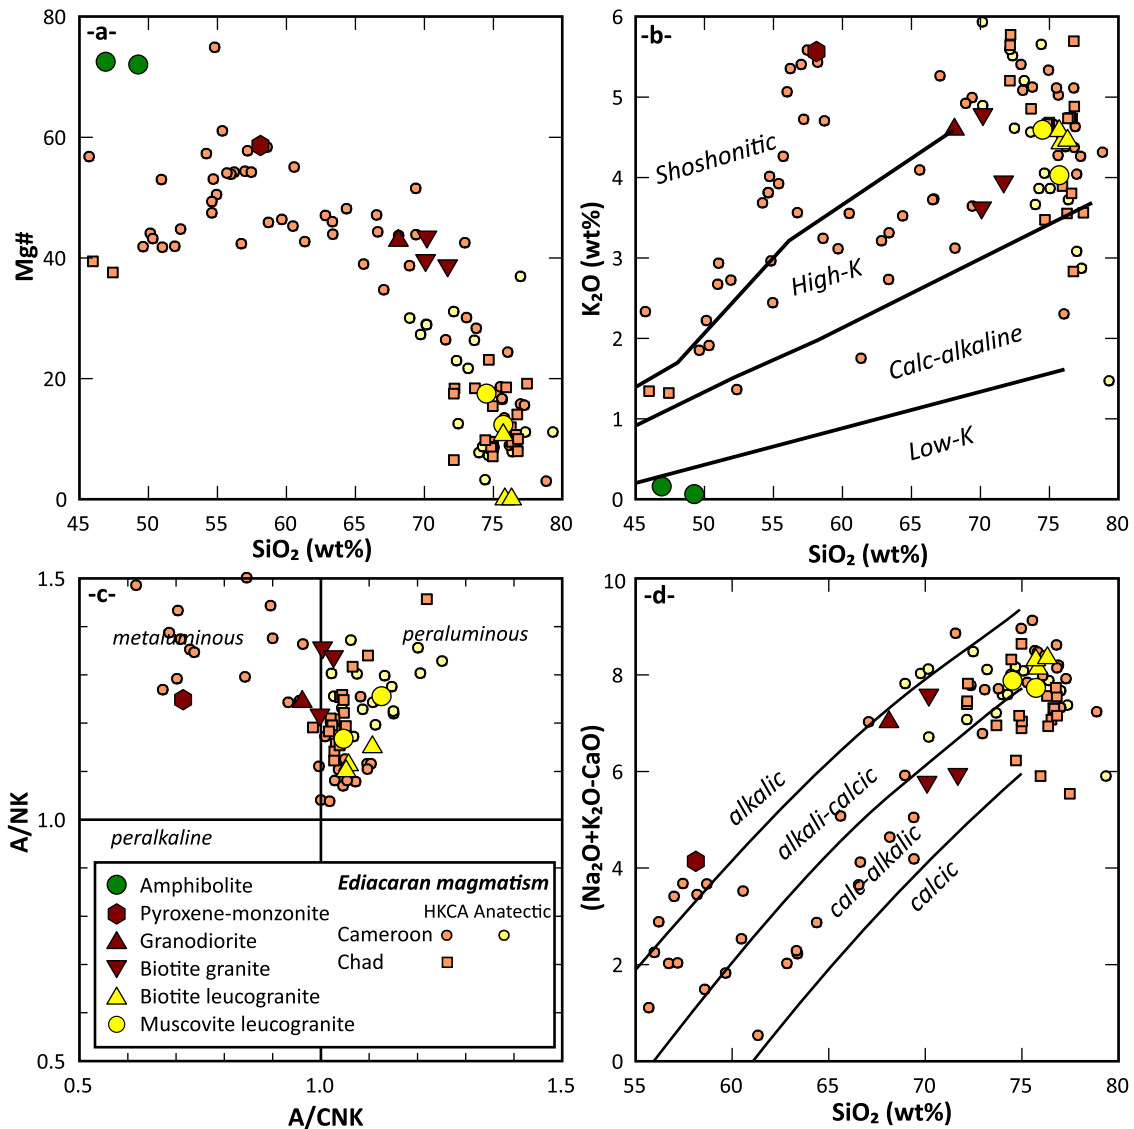 -a-
80
60
40
20
0
Mg#
45 50 55 60 65 70 75 80
SiO₂ (wt%)
-b-
6
5
4
3
2
1
0
K₂O (wt%)
Shoshonitic
High-K
Calc-alkaline
Low-K
45 50 55 60 65 70 75 80
SiO₂ (wt%)
-c-
1.5
1.0
0.5
A/NK
metaluminous
peraluminous
peralkaline
Amphibolite
Pyroxene-monzonite
Granodiorite
Biotite granite
Biotite leucogranite
Muscovite leucogranite
Ediacaran magmatism
HKCA Anatectic
Cameroon
Chad
0.5 1.0 1.5
A/CNK
-d-
10
8
6
4
2
0
(Na₂O+K₂O-CaO)
alkalic
alkali-calcic
calc-alkalic
calcic
55 60 65 70 75 80
SiO₂ (wt%)